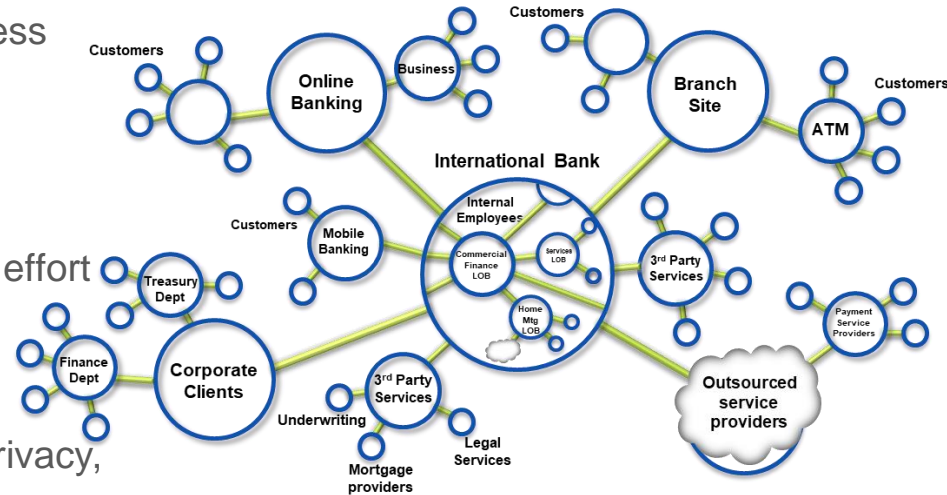 ess
effort
rivacy,
Customers
Online
Banking
Business
Customers
Branch
Site
ATM
Customers
International Bank
Internal
Employees
Commercial
Finance
LOB
Services
LOB
Home
Mtg
LOB
Customers
Mobile
Banking
3rd Party
Services
Treasury
Dept
Finance
Dept
Corporate
Clients
3rd Party
Services
Underwriting
Mortgage
providers
Legal
Services
Payment
Service
Providers
Outsourced
service
providers